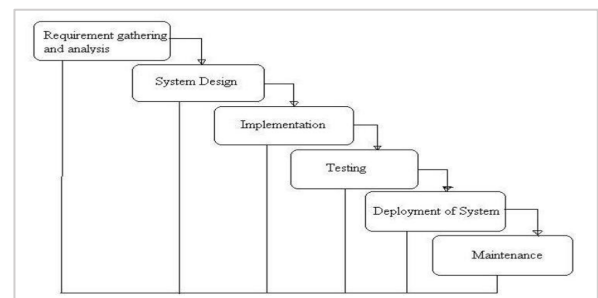 Requirement gathering
and analysis
System Design
Implementation
Testing
Deployment of System
Maintenance